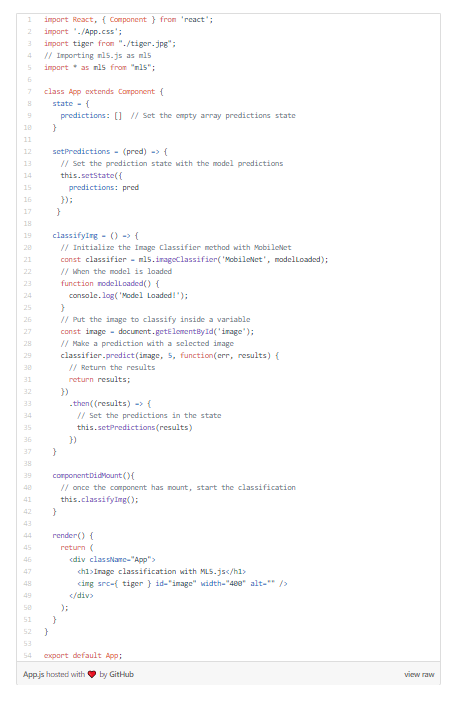 1 import React, { Component } from 'react';
2 import './App.css';
3 import tiger from "./tiger.jpg";
4 // Importing ml5.js as ml5
5 import * as ml5 from "ml5";
6
7 class App extends Component {
8 state = {
9 predictions: [] // Set the empty array predictions state
10 }
11
12 setPredictions = (pred) => {
13 // Set the prediction state with the model predictions
14 this.setState({
15 predictions: pred
16 });
17 }
18
19 classifyImg = () => {
20 // Initialize the Image Classifier method with MobileNet
21 const classifier = ml5.imageClassifier('MobileNet', modelLoaded);
22 // When the model is loaded
23 function modelLoaded() {
24 console.log('Model Loaded!');
25 }
26 // Put the image to classify inside a variable
27 const image = document.getElementById('image');
28 // Make a prediction with a selected image
29 classifier.predict(image, 5, function(err, results) {
30 // Return the results
31 return results;
32 })
33 .then((results) => {
34 // Set the predictions in the state
35 this.setPredictions(results)
36 })
37 }
38
39 componentDidMount(){
40 // once the component has mount, start the classification
41 this.classifyImg();
42 }
43
44 render() {
45 return (
46 <div className="App">
47 <h1>Image classification with ML5.js</h1>
48 <img src={ tiger } id="image" width="400" alt="" />
49 </div>
50 );
51 }
52 }
53
54 export default App;
App.js hosted with ❤ by GitHub view raw